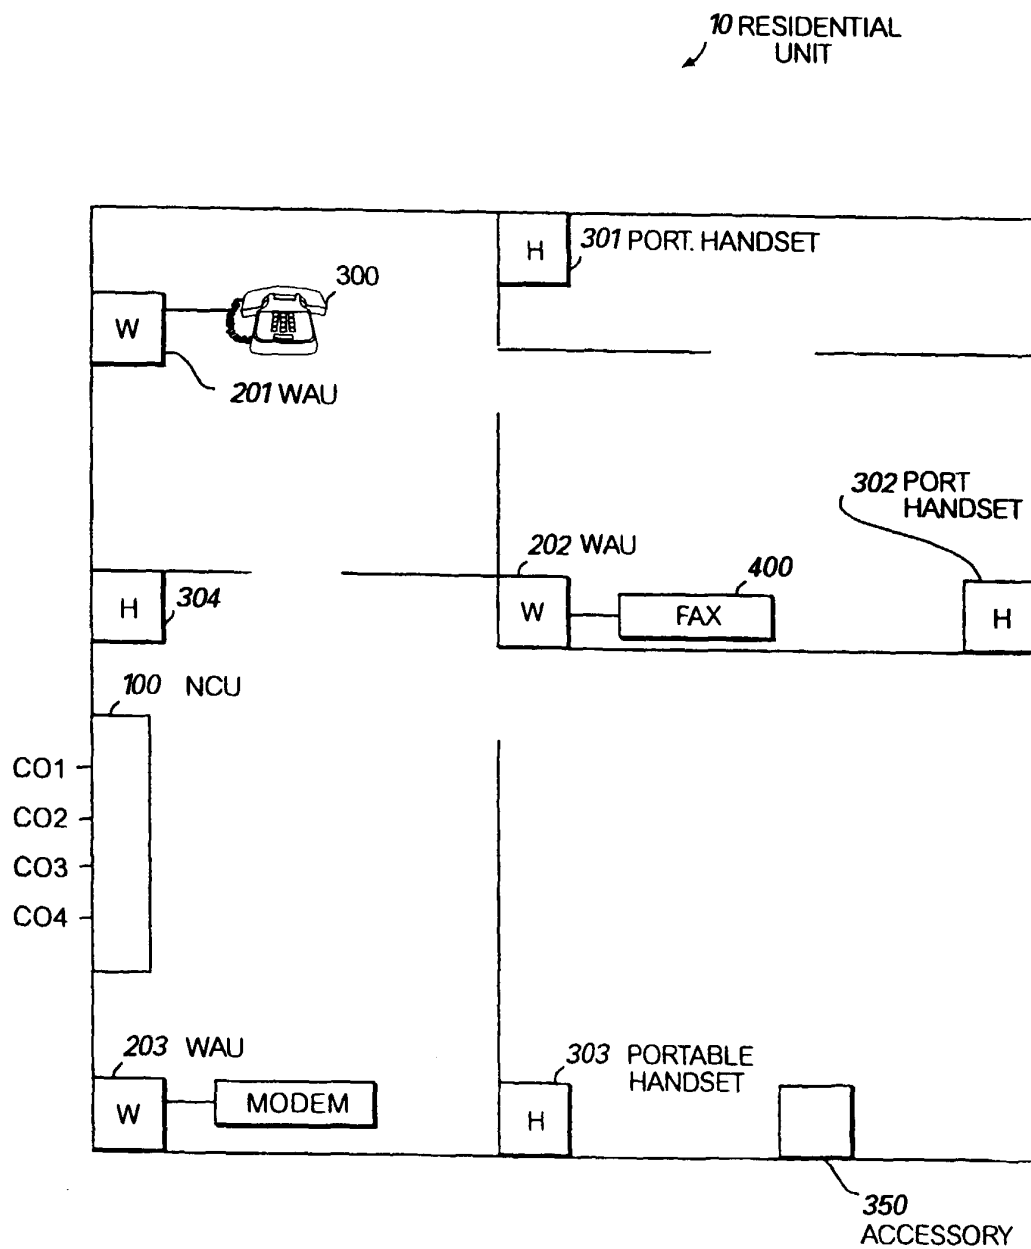 10 RESIDENTIAL
UNIT
H
301 PORT. HANDSET
300
W
201 WAU
302 PORT
HANDSET
202 WAU
400
H
304
W
FAX
H
100 NCU
CO1
CO2
CO3
CO4
203 WAU
303 PORTABLE
HANDSET
W
MODEM
H
350
ACCESSORY